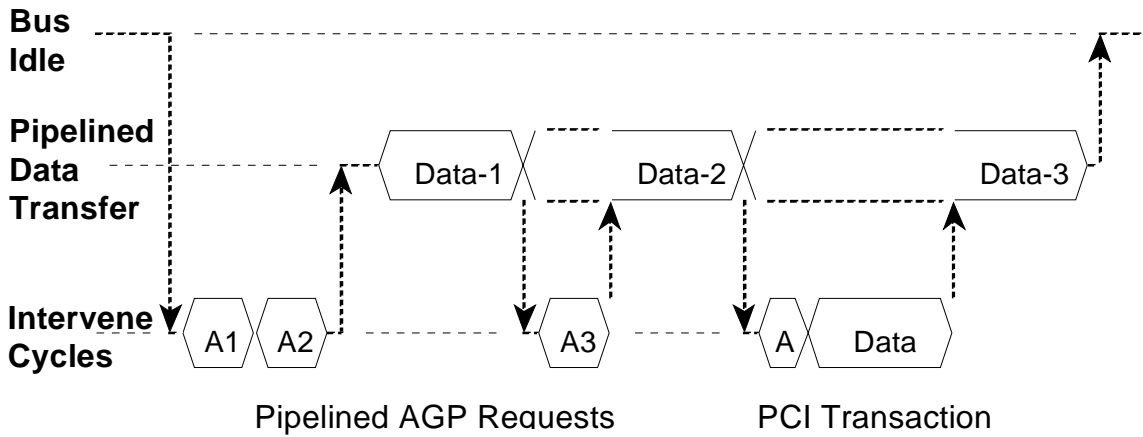 Bus
Idle
Pipelined
Data
Transfer
Data-1
Data-2
Data-3
Intervene
Cycles
A1
A2
A3
A
Data
Pipelined AGP Requests
PCI Transaction